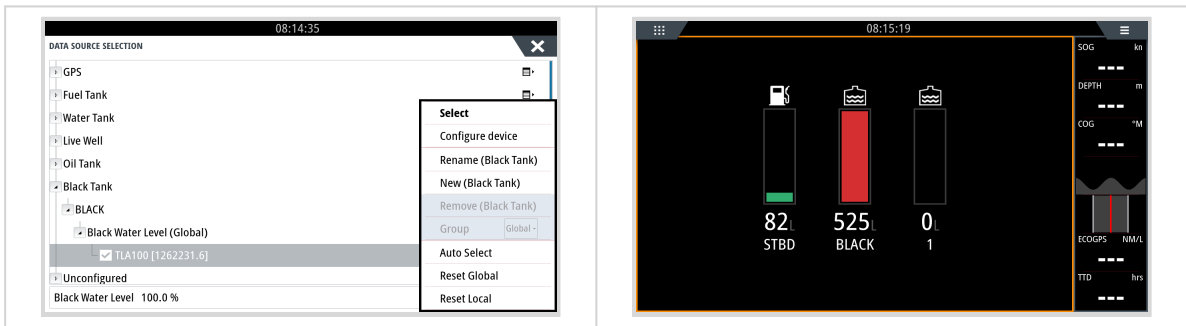 08:14:35
DATA SOURCE SELECTION
GPS
Fuel Tank
Water Tank
Live Well
Oil Tank
Black Tank
BLACK
Black Water Level (Global)
TLA100 [1262231.6]
Unconfigured
Black Water Level 100.0 %
Select
Configure device
Rename (Black Tank)
New (Black Tank)
Remove (Black Tank)
Group Global
Auto Select
Reset Global
Reset Local
08:15:19
82L 525L 0L
STBD BLACK 1
SOG kn
---
DEPTH m
---
COG °M
---
ECOGPS NM/L
---
TTD hrs
---